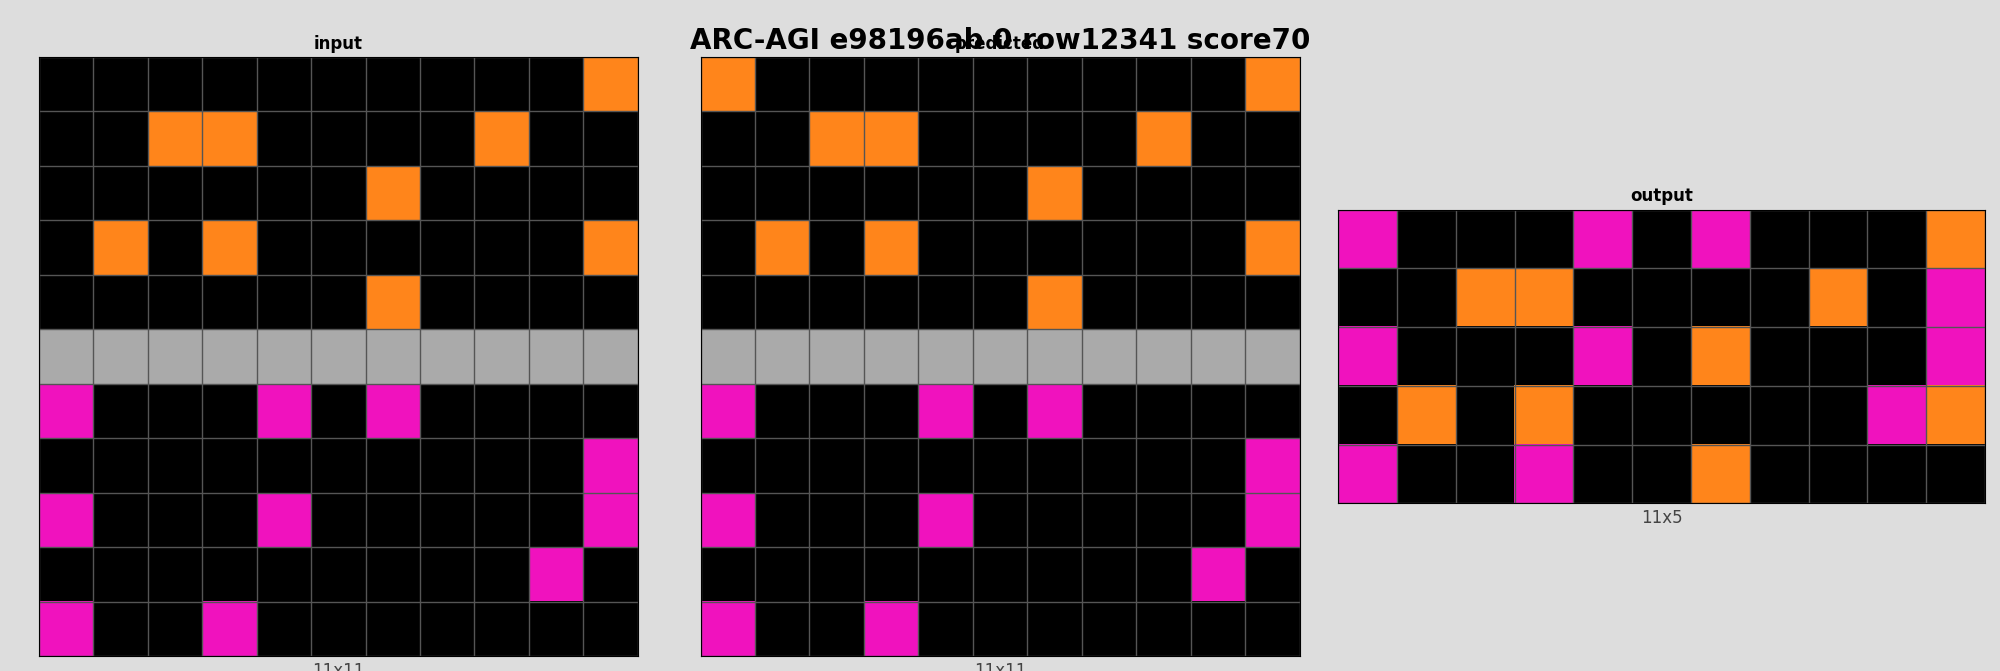 ARC-AGI e98196ab 0 row12341 score70
input
predicted
output
11x5
11x11
11x11